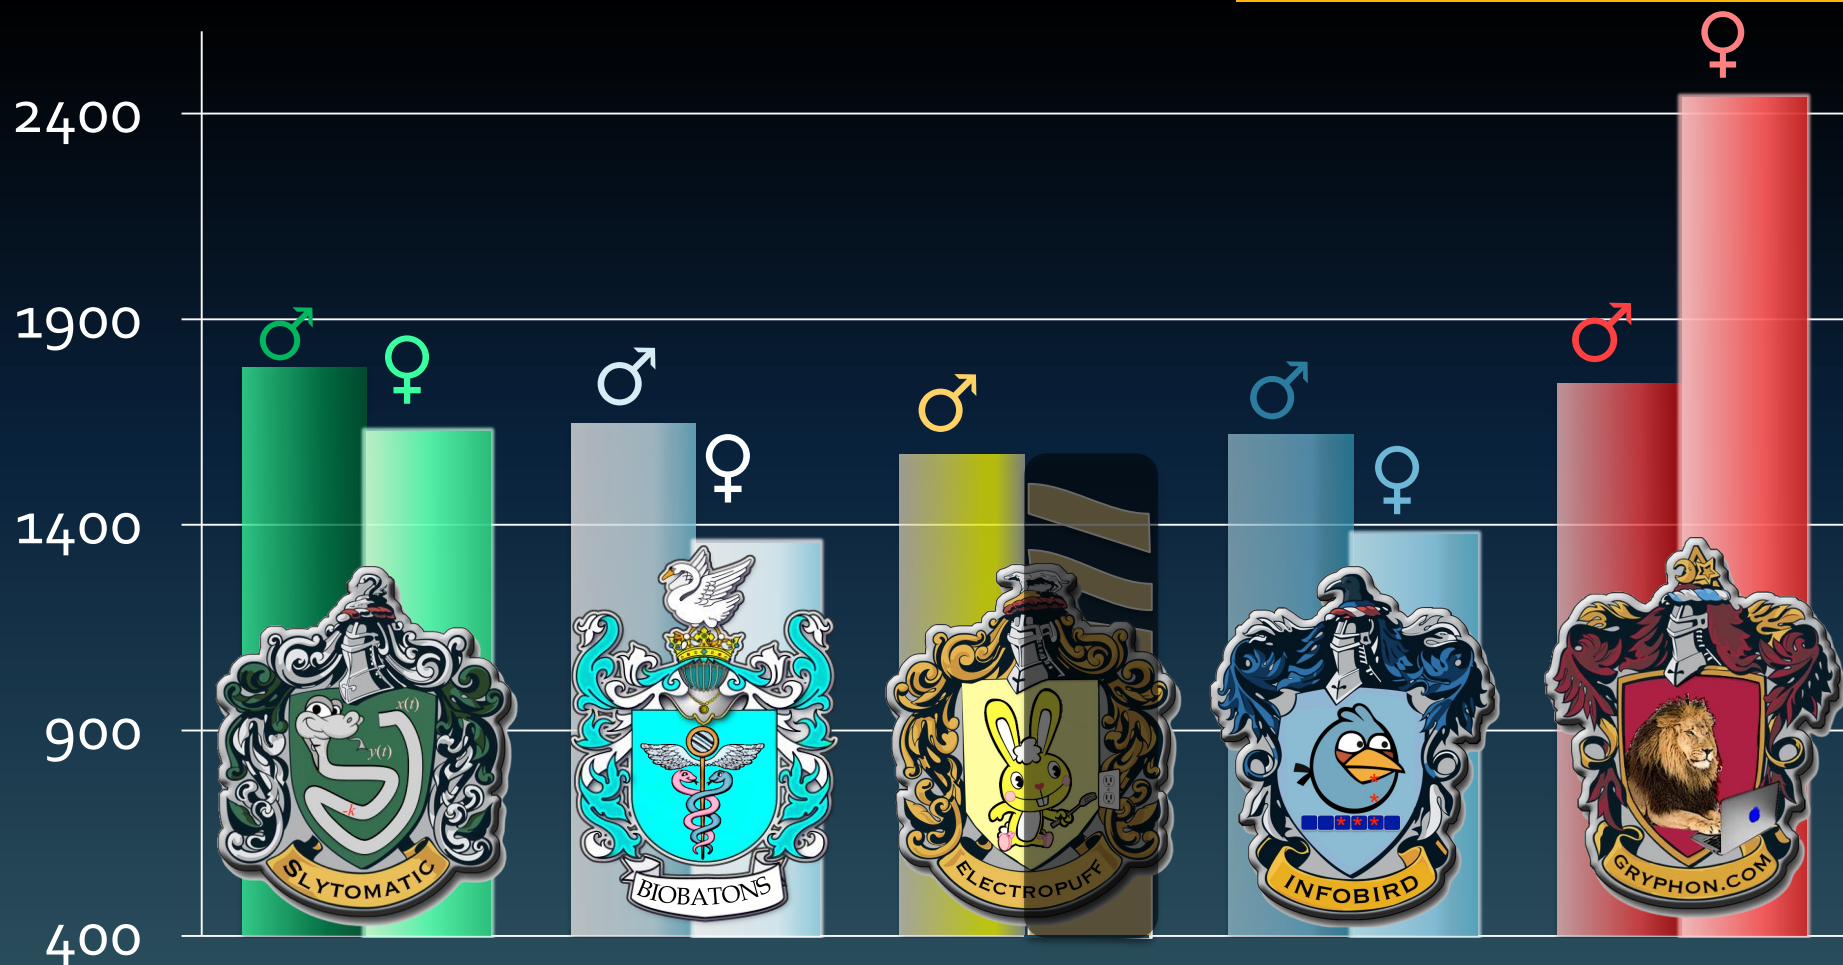 2400
1900
1400
900
400
♂ ♀
♂ ♀
♂
♂ ♀
♂ ♀
x(t)
y(t)
-k
SLYTOMATIC
BIOBATONS
ELECTROPUFF
* *
* * *
INFOBIRD
GRYPHON.COM